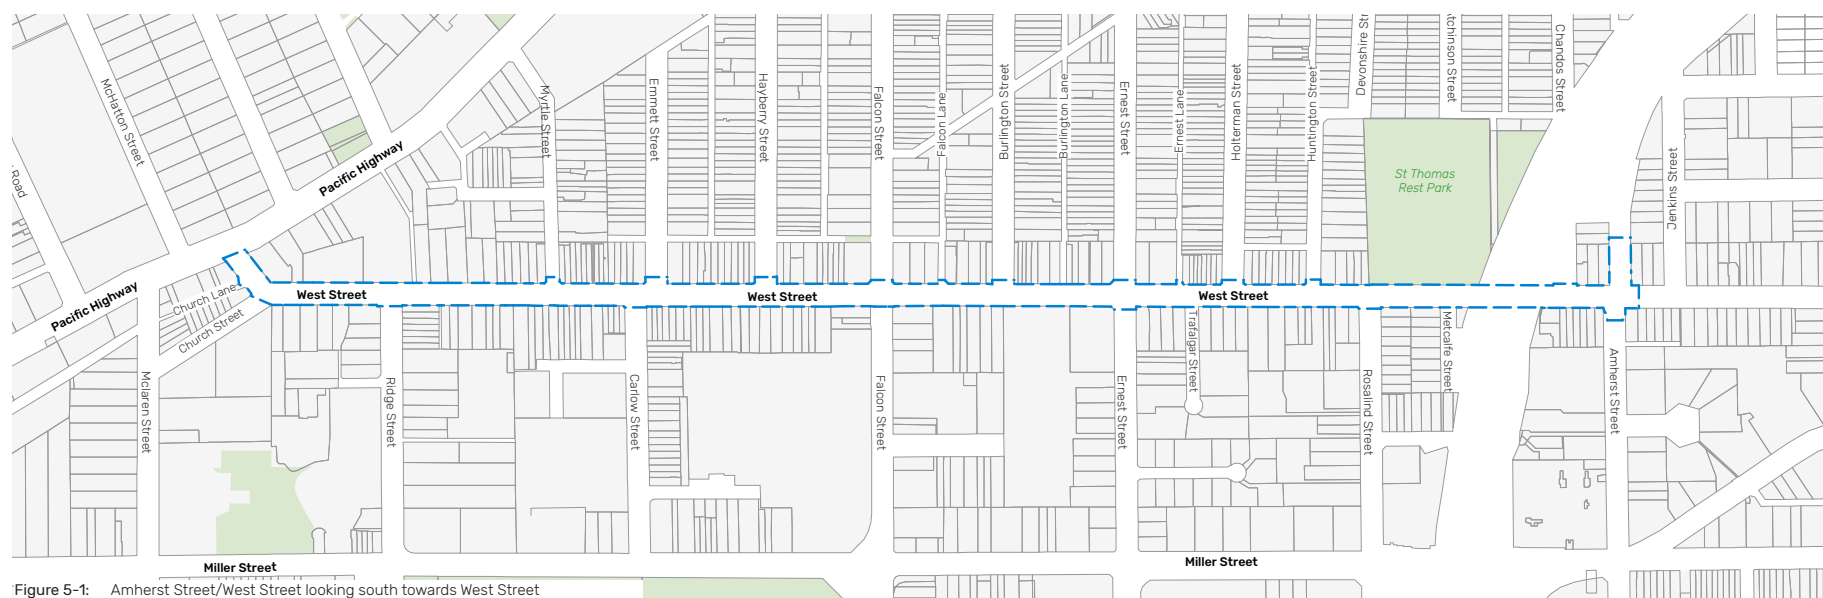 McHatton Street
Road
Pacific Highway
Pacific Highway
Church Lane
Church Street
Myrtle Street
Emmett Street
Hayberry Street
Falcon Street
Falcon Lane
Burlington Street
Burlington Lane
Ernest Street
Ernest Lane
Holterman Street
Huntington Street
Devonshire St
tchinson Street
Chandos Street
St Thomas
Rest Park
Jenkins Street
West Street
West Street
West Street
Mclaren Street
Ridge Street
Carlow Street
Falcon Street
Ernest Street
Trafalgar Street
Rosalind Street
Metcalfe Street
Amherst Street
Miller Street
Miller Street
Figure 5-1: Amherst Street/West Street looking south towards West Street